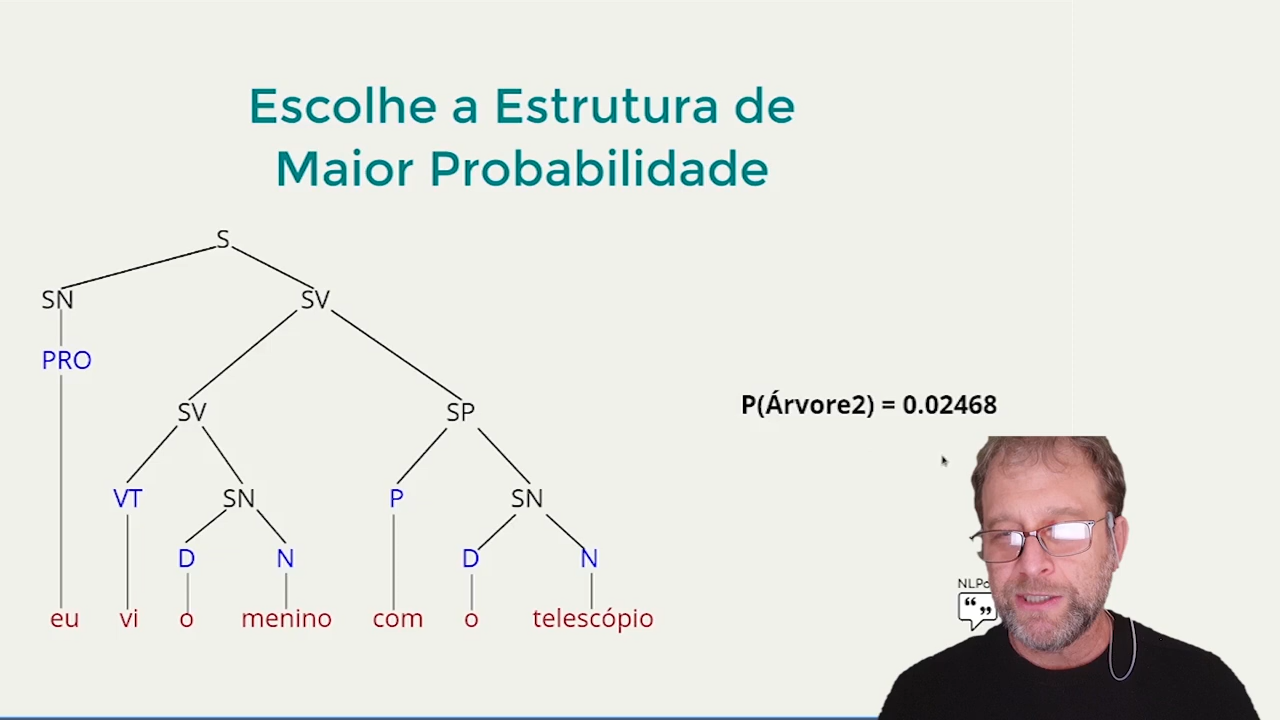 Escolhe a Estrutura de
Maior Probabilidade
S
SN SV
PRO
SV SP
P(Árvore2) = 0.02468
VT SN P SN
D N D N
NLP
eu vi o menino com o telescópio